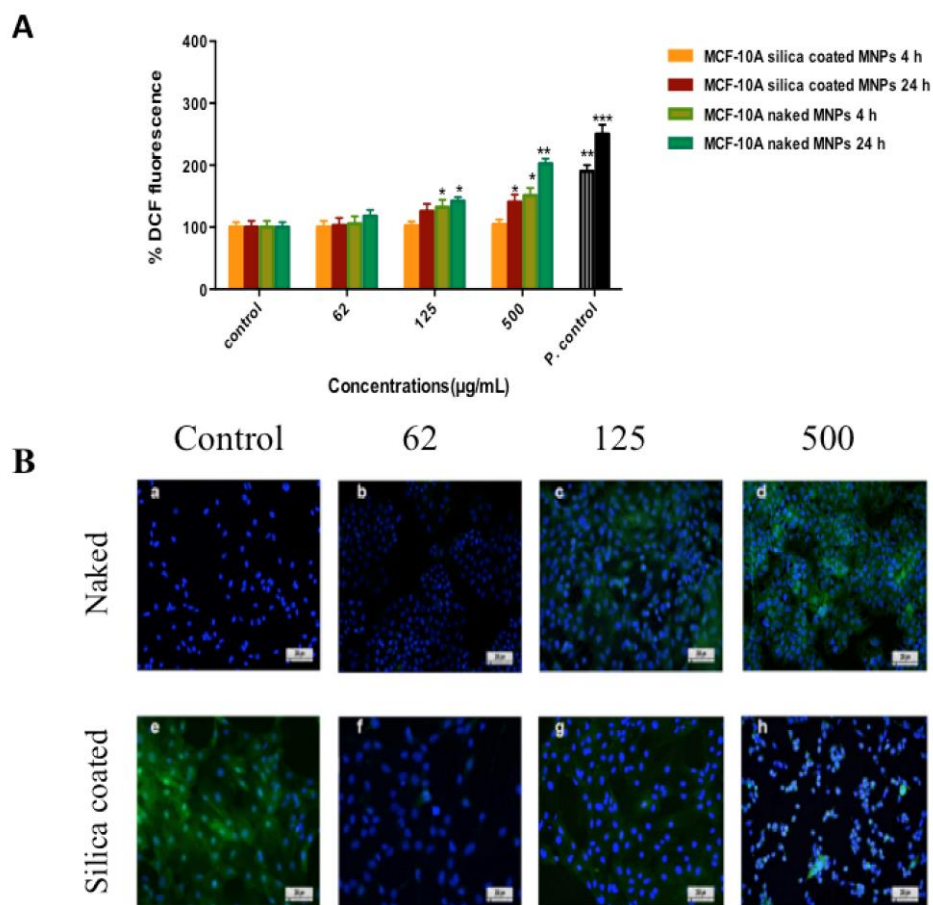 A
400
300
200
100
0
% DCF fluorescence
* * * * * ** ** ***
control 62 125 500 P. control
Concentrations(µg/mL)
MCF-10A silica coated MNPs 4 h
MCF-10A silica coated MNPs 24 h
MCF-10A naked MNPs 4 h
MCF-10A naked MNPs 24 h
B
Control 62 125 500
Naked
a b c d
Silica coated
e f g h